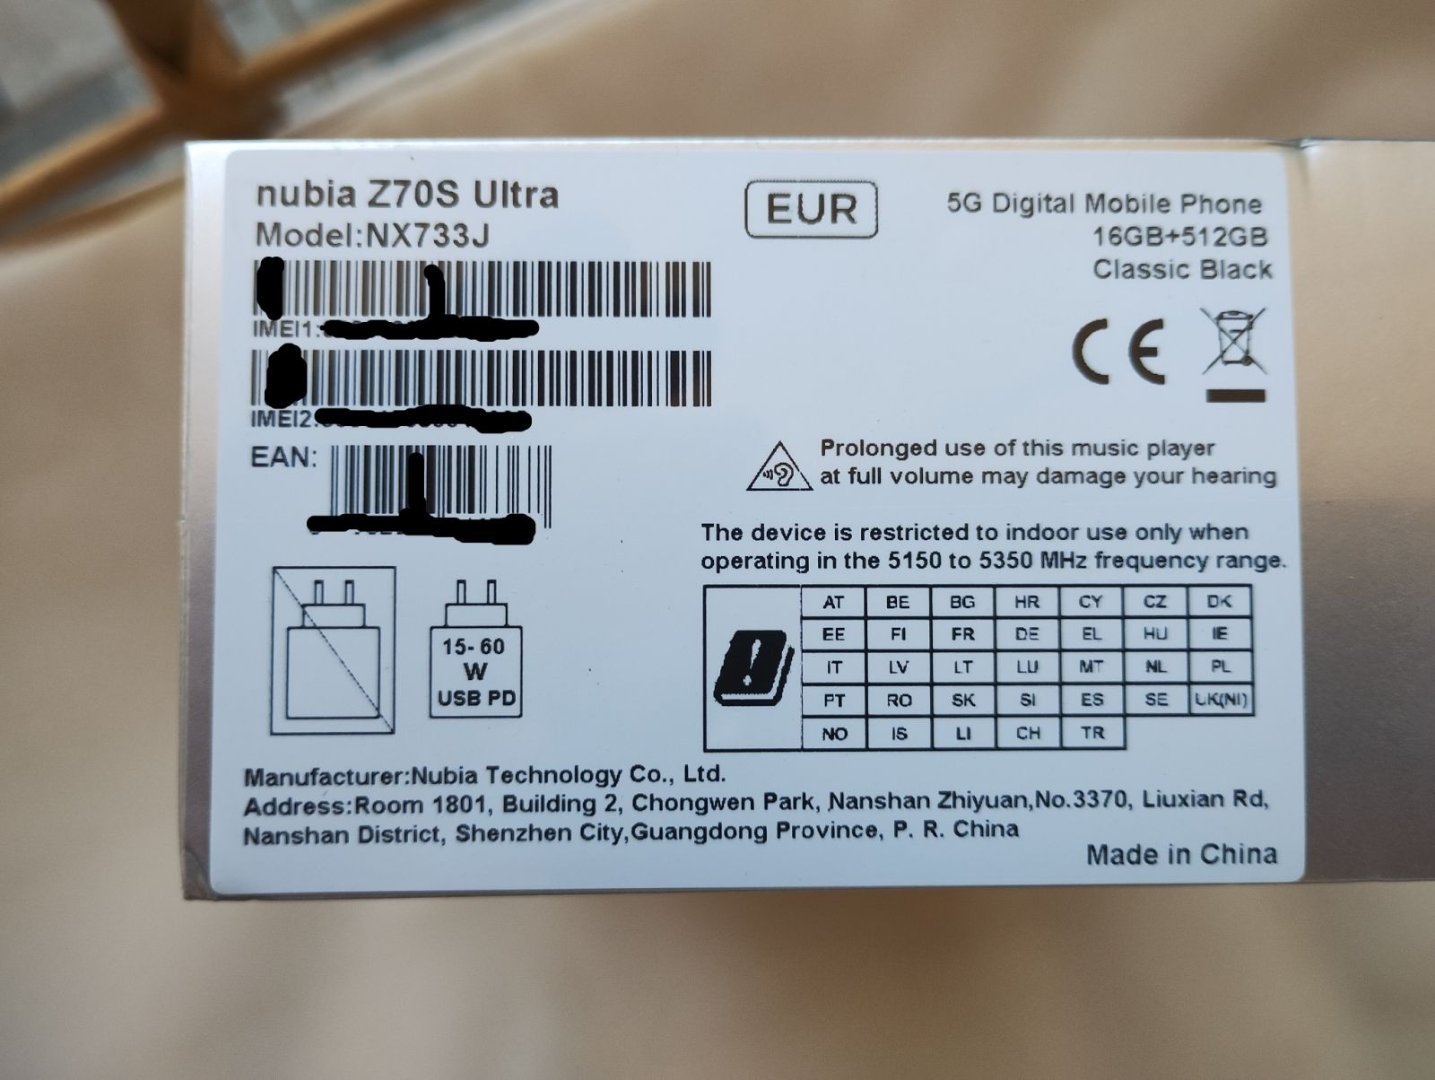 nubia Z70S Ultra
Model:NX733J
EUR
5G Digital Mobile Phone
16GB+512GB
Classic Black
IMEI1:
IMEI2:
EAN:
CE
Prolonged use of this music player
at full volume may damage your hearing
The device is restricted to indoor use only when
operating in the 5150 to 5350 MHz frequency range.
15- 60
W
USB PD
! AT BE BG HR CY CZ DK
EE FI FR DE EL HU IE
IT LV LT LU MT NL PL
PT RO SK SI ES SE UK(NI)
NO IS LI CH TR
Manufacturer:Nubia Technology Co., Ltd.
Address:Room 1801, Building 2, Chongwen Park, Nanshan Zhiyuan,No.3370, Liuxian Rd,
Nanshan District, Shenzhen City,Guangdong Province, P. R. China
Made in China